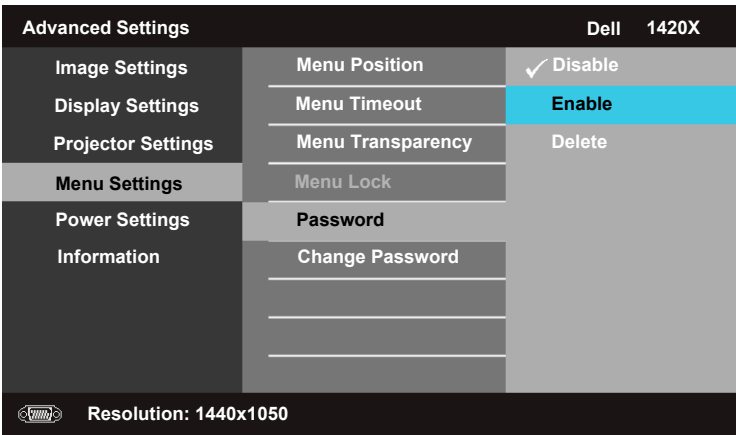 Advanced Settings Dell 1420X
Image Settings
Display Settings
Projector Settings
Menu Settings
Power Settings
Information
Menu Position
Menu Timeout
Menu Transparency
Menu Lock
Password
Change Password
Disable
Enable
Delete
Resolution: 1440x1050